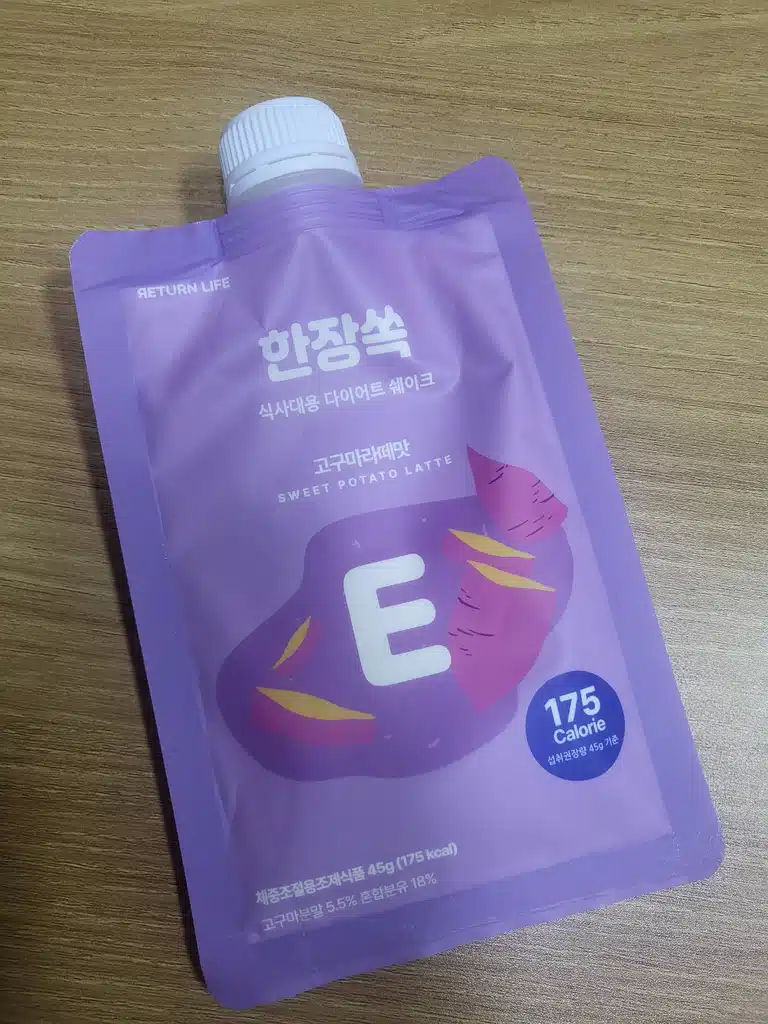 RETURN LIFE
한장쏙
식사대용 다이어트 쉐이크
고구마라떼맛
SWEET POTATO LATTE
E
175
Calorie
섭취권장량 45g 기준
체중조절용조제식품 45g (175 kcal)
고구마분말 5.5% 혼합분유 18%